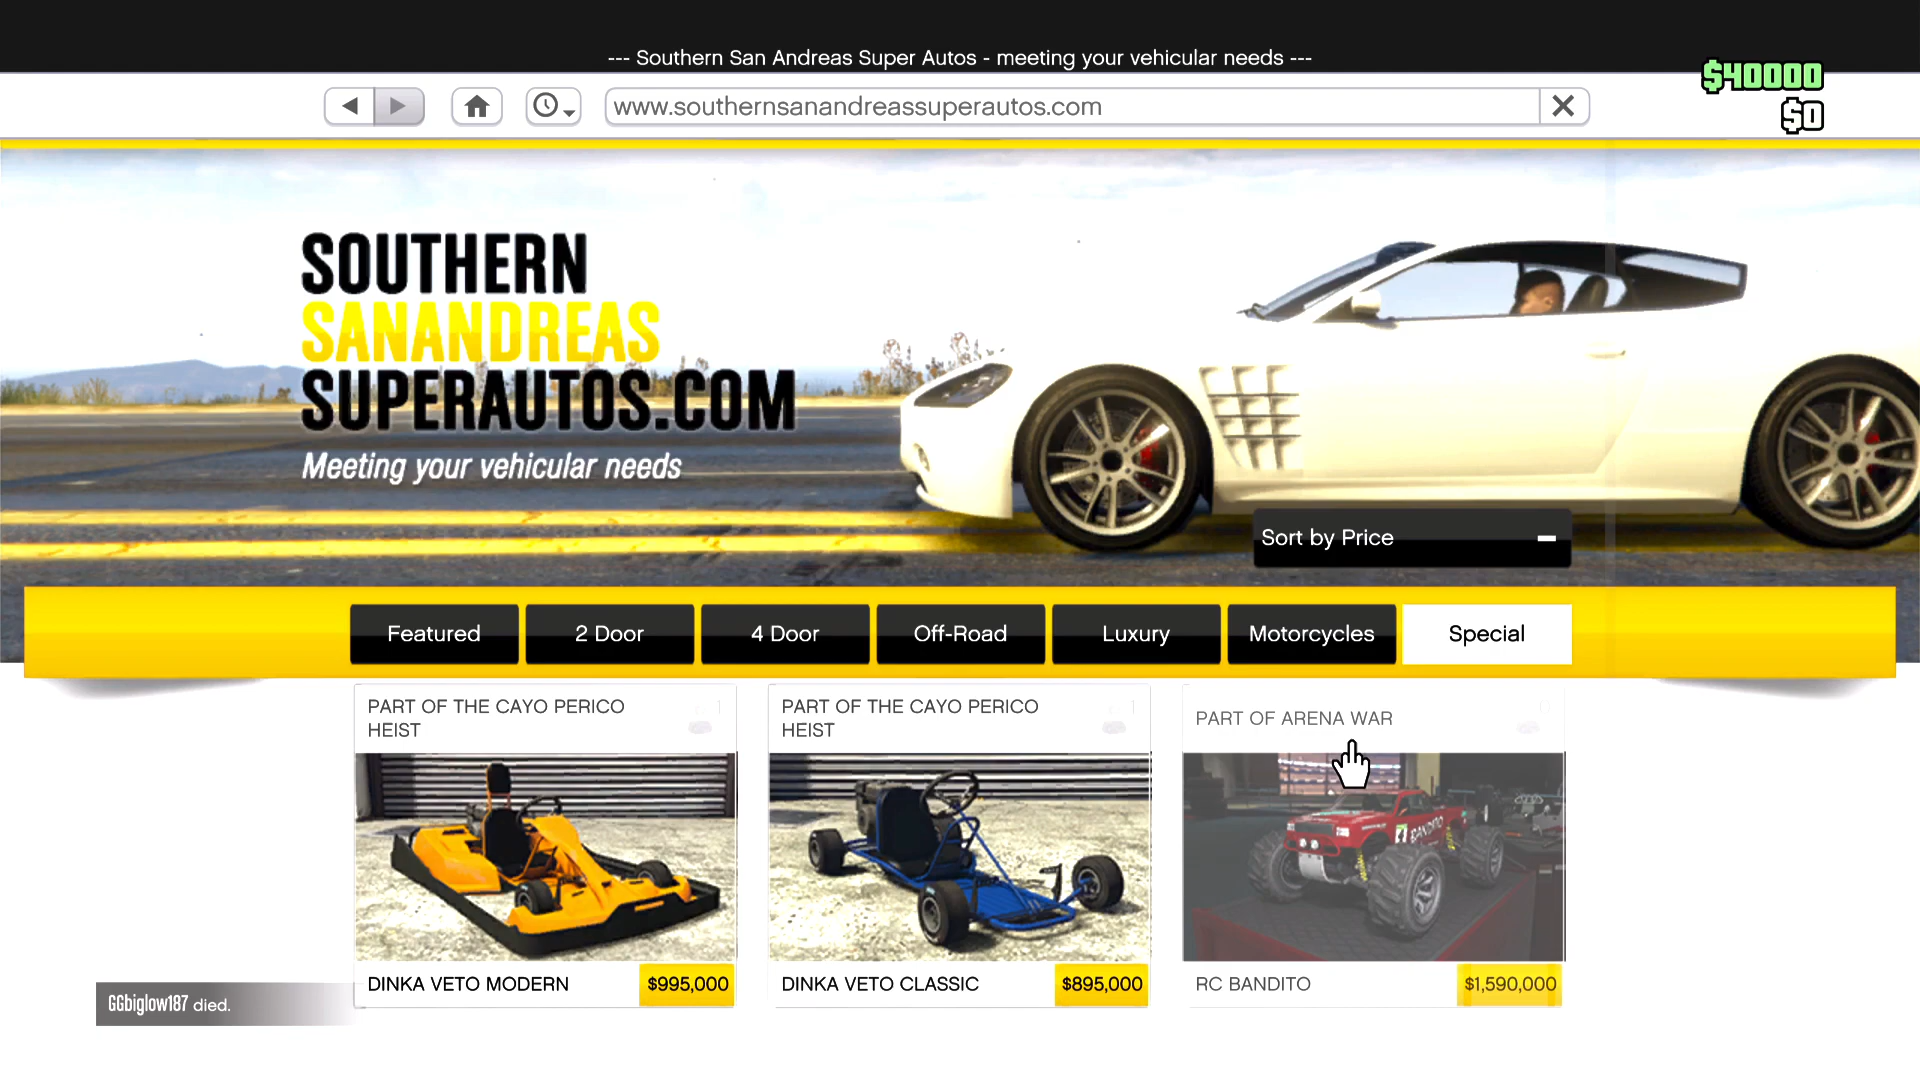 --- Southern San Andreas Super Autos - meeting your vehicular needs ---
$40000
www.southernsanandreassuperautos.com
$0
SOUTHERN
SANANDREAS
SUPERAUTOS.COM
Meeting your vehicular needs
Sort by Price
Featured
2 Door
4 Door
Off-Road
Luxury
Motorcycles
Special
PART OF THE CAYO PERICO
HEIST
PART OF THE CAYO PERICO
HEIST
PART OF ARENA WAR
BANDITO
DINKA VETO MODERN
$995,000
DINKA VETO CLASSIC
$895,000
RC BANDITO
$1,590,000
GGbiglow187 died.